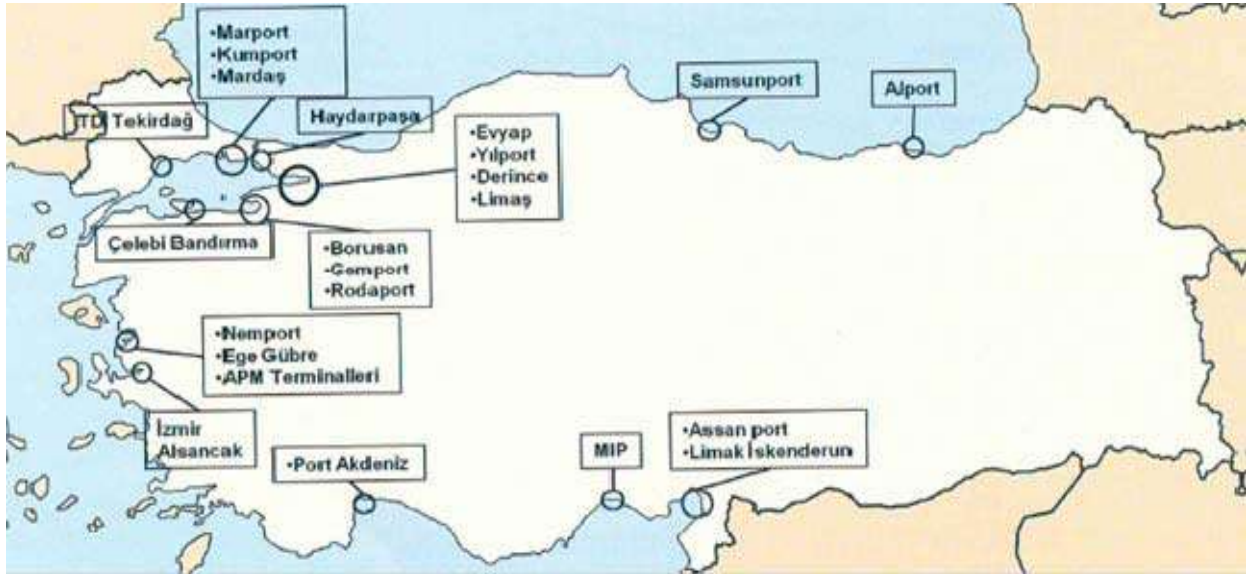 •Marport
•Kumport
•Mardaş
TDI Tekirdağ
Haydarpaşa
Samsunport
Alport
•Evyap
•Yılport
•Derince
•Limaş
Çelebi Bandırma
•Borusan
•Gemport
•Rodaport
•Nemport
•Ege Gübre
•APM Terminalleri
İzmir
Alsancak
•Port Akdeniz
MIP
•Assan port
•Limak İskenderun